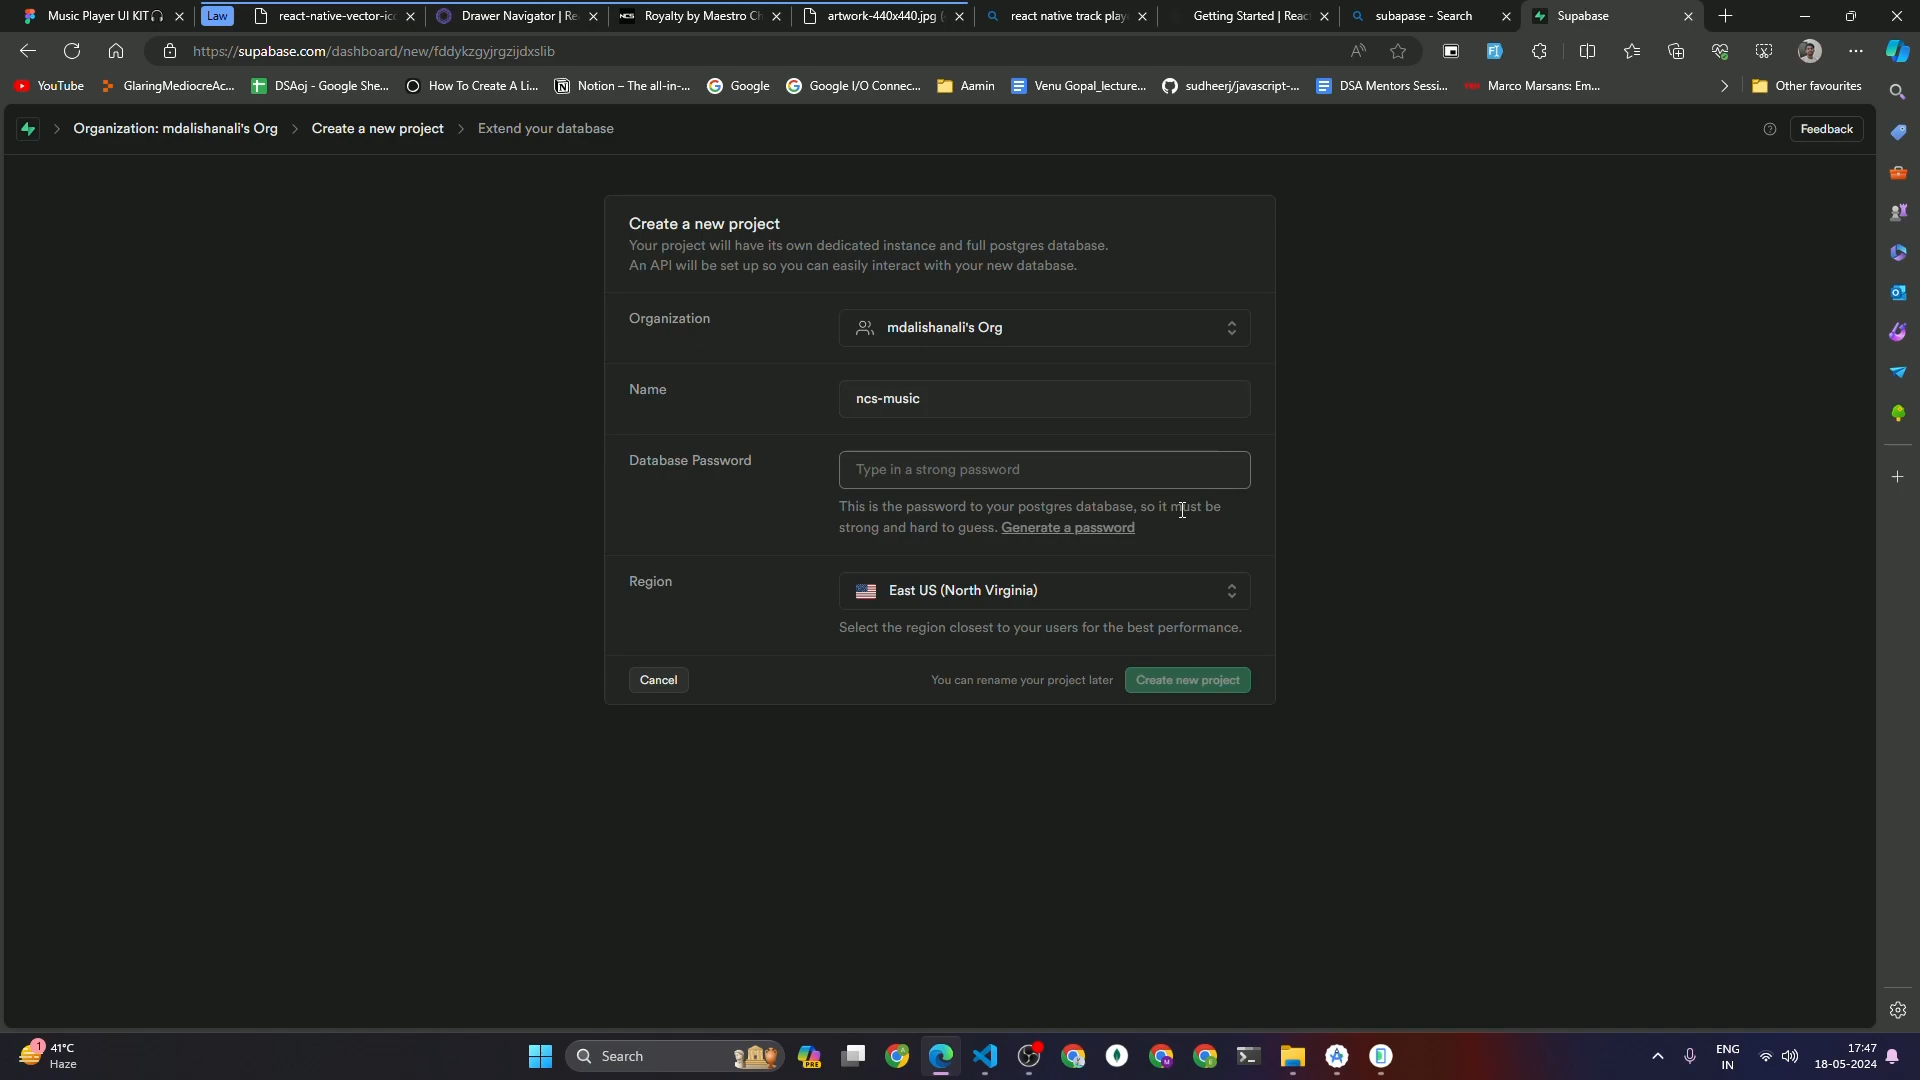 Music Player UI KIT
Law
react-native-vector-ic
Drawer Navigator | Re
NCS
Royalty by Maestro Ch
artwork-440x440.jpg (
react native track play
Getting Started | Reac
subapase - Search
Supabase
https://supabase.com/dashboard/new/fddykzgyjrgzijdxslib
YouTube
GlaringMediocreAc...
DSAoj - Google She...
How To Create A Li...
Notion – The all-in-...
Google
Google I/O Connec...
Aamin
Venu Gopal_lecture...
sudheerj/javascript-...
DSA Mentors Sessi...
Marco Marsans: Em...
Other favourites
Organization: mdalishanali's Org
Create a new project
Extend your database
Feedback
Create a new project
Your project will have its own dedicated instance and full postgres database.
An API will be set up so you can easily interact with your new database.
Organization
mdalishanali's Org
Name
ncs-music
Database Password
Type in a strong password
This is the password to your postgres database, so it must be
strong and hard to guess. Generate a password
Region
East US (North Virginia)
Select the region closest to your users for the best performance.
Cancel
You can rename your project later
Create new project
1
41°C
Haze
Search
PRE
ENG
IN
17:47
18-05-2024